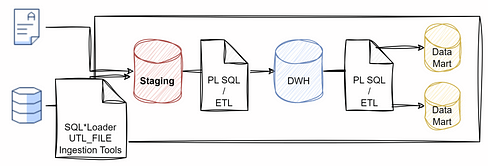 A
Staging
PL SQL
/
ETL
DWH
PL SQL
/
ETL
Data
Mart
Data
Mart
SQL*Loader
UTL_FILE
Ingestion Tools